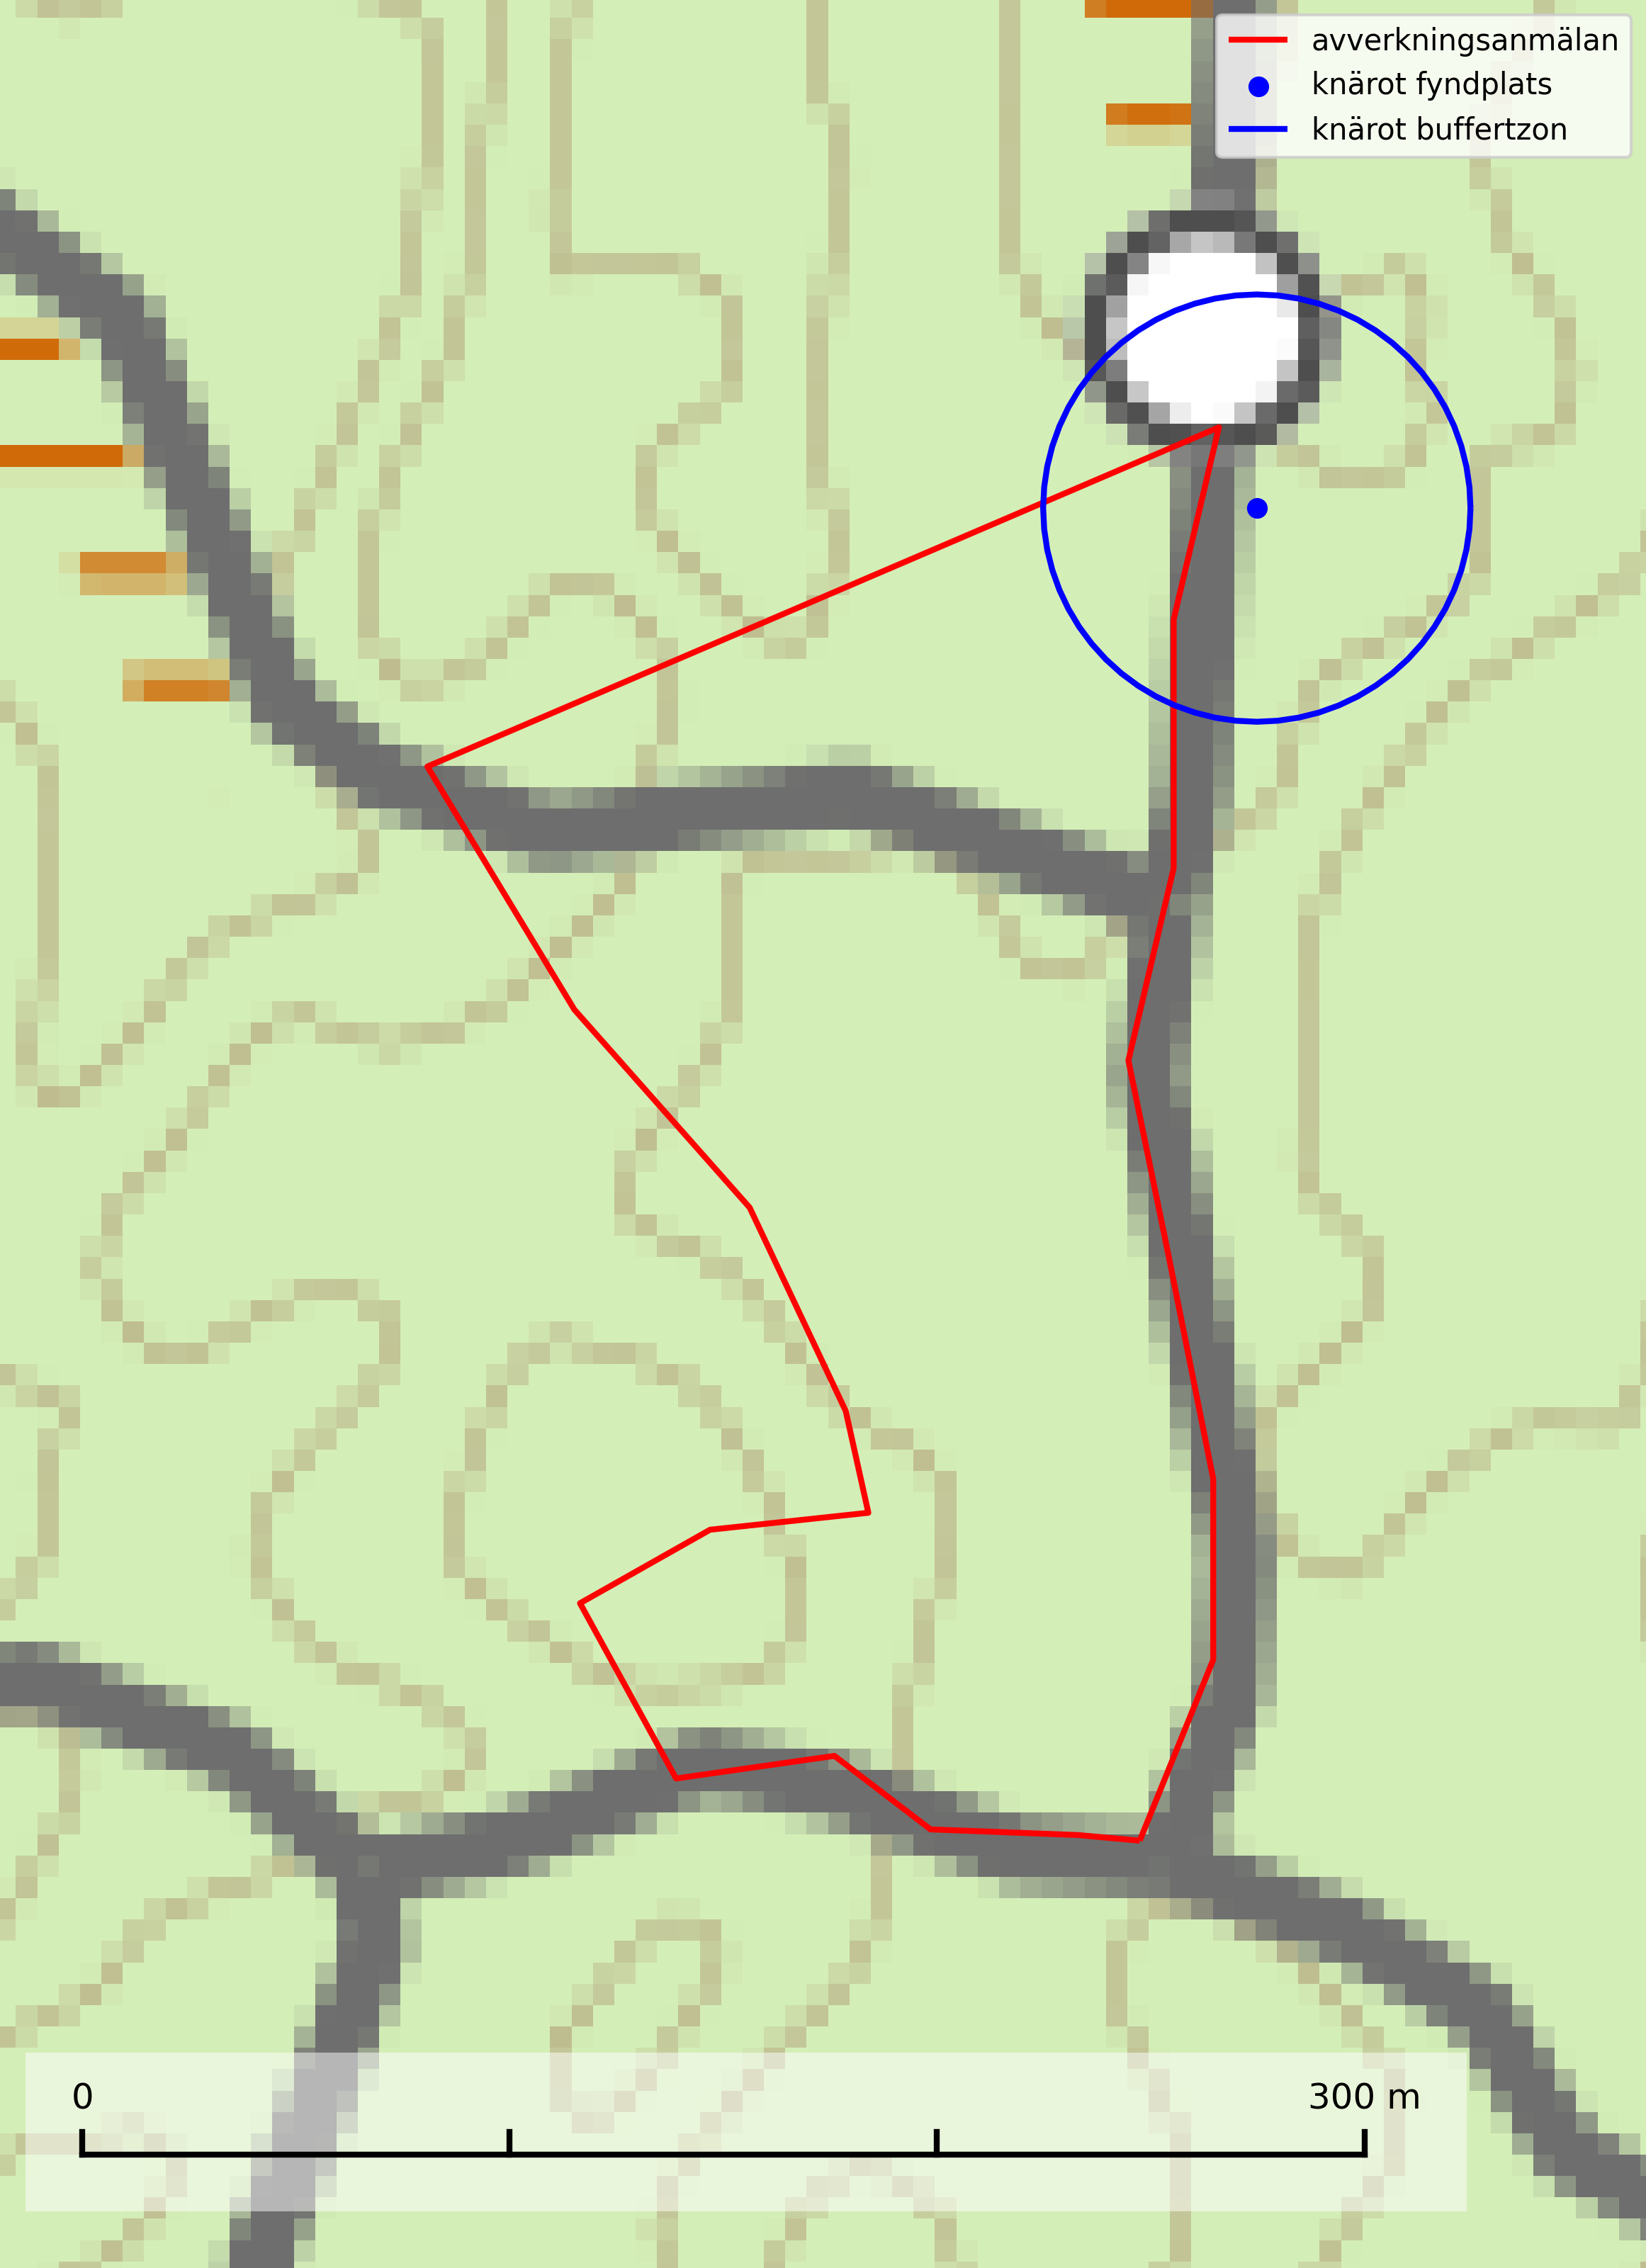 avverkningsanmälan
knärot fyndplats
knärot buffertzon
0 300 m